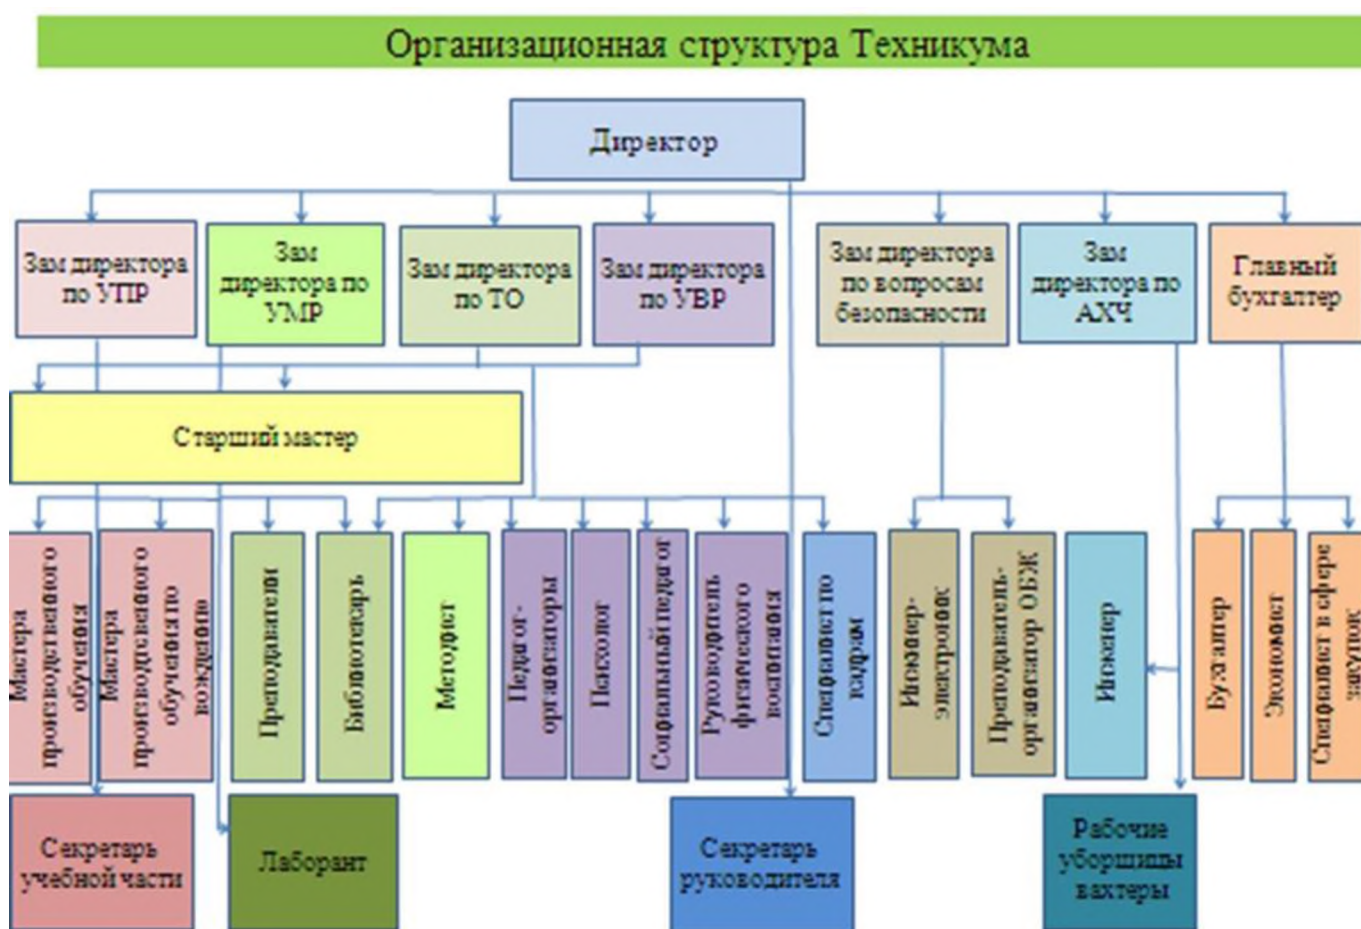 Организационная структура Техникума
Директор
Зам директора
по УПР
Зам
директора по
УМР
Зам директора
по ТО
Зам директора
по УВР
Зам директора
по вопросам
безопасности
Зам
директора по
АХЧ
Главный
бухгалтер
Старший мастер
Мастера
производственного
обучения
Мастера
производственного
обучения по
вождению
Преподаватели
Библиотекарь
Методист
Педагог-
организаторы
Психолог
Социальный педагог
Руководитель
физического
воспитания
Специалист по
кадрам
Инженер-
электроник
Преподаватель-
организатор ОБЖ
Инженер
Бухгалтер
Экономист
Специалист в сфере
закупок
Секретарь
учебной части
Лаборант
Секретарь
руководителя
Рабочие
уборщицы
вахтеры